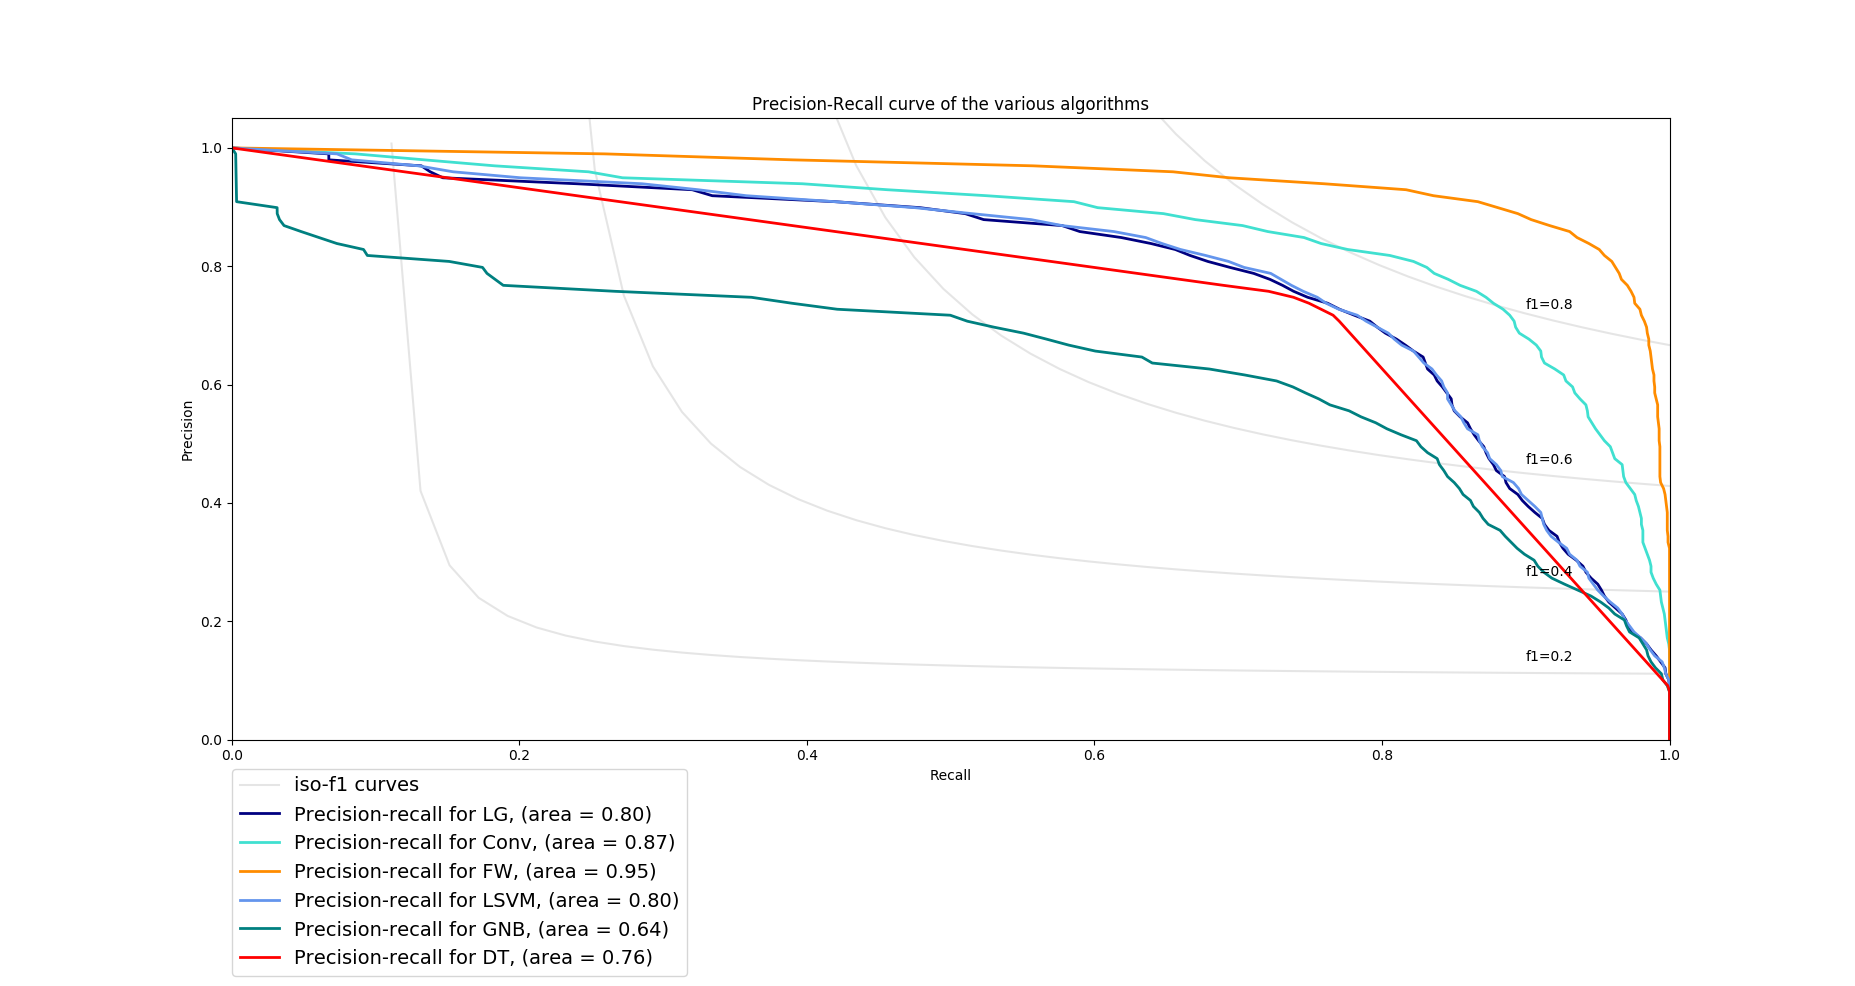 Precision-Recall curve of the various algorithms
1.0
0.8
0.6
0.4
0.2
0.0
Precision
f1=0.8
f1=0.6
f1=0.4
f1=0.2
0.0 0.2 0.4 0.6 0.8 1.0
Recall
iso-f1 curves
Precision-recall for LG, (area = 0.80)
Precision-recall for Conv, (area = 0.87)
Precision-recall for FW, (area = 0.95)
Precision-recall for LSVM, (area = 0.80)
Precision-recall for GNB, (area = 0.64)
Precision-recall for DT, (area = 0.76)